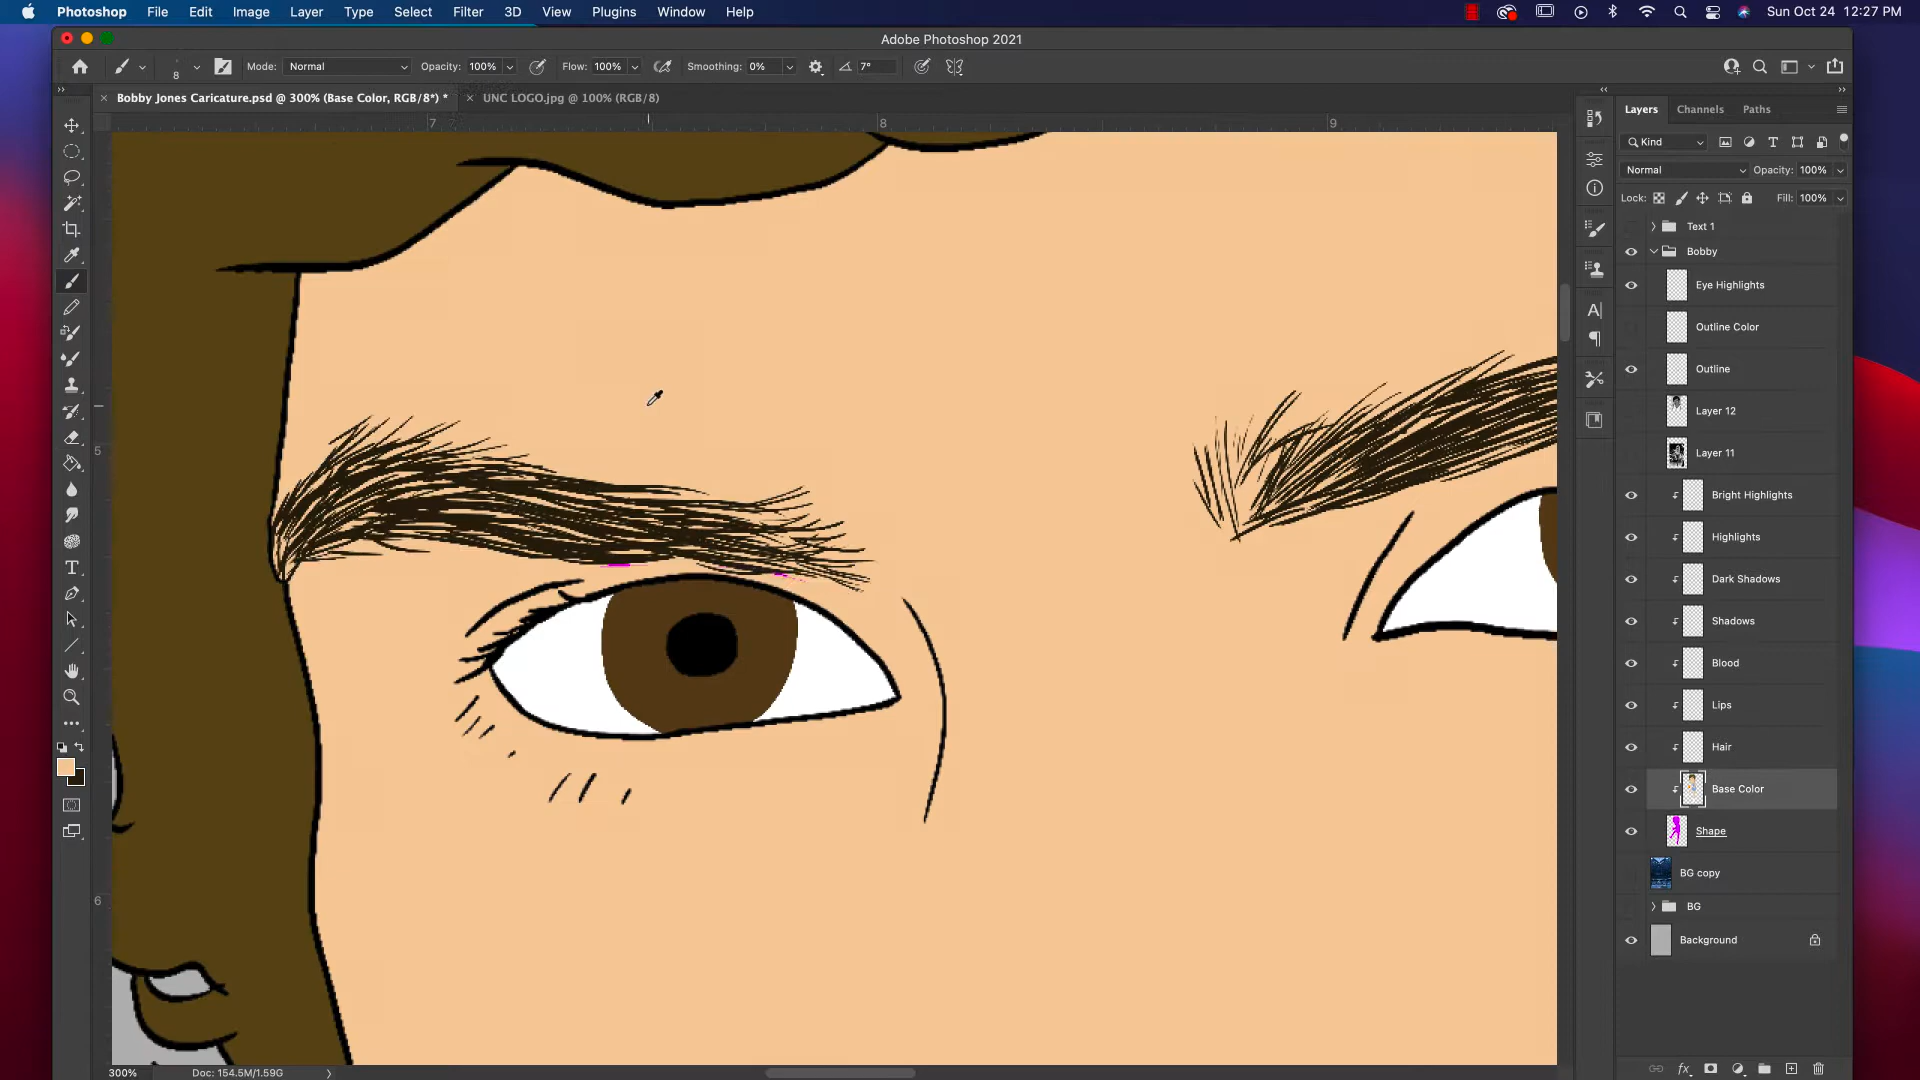 Photoshop File Edit Image Layer Type Select Filter 3D View Plugins Window Help Sun Oct 24 12:27 PM
Adobe Photoshop 2021
8 Mode: Normal Opacity: 100% Flow: 100% Smoothing: 0% 7°
Bobby Jones Caricature.psd @ 300% (Base Color, RGB/8*) * UNC LOGO.jpg @ 100% (RGB/8)
7 8 9
5
6
Layers Channels Paths
Kind
Normal Opacity: 100%
Lock: Fill: 100%
Text 1
Bobby
Eye Highlights
Outline Color
Outline
Layer 12
Layer 11
Bright Highlights
Highlights
Dark Shadows
Shadows
Blood
Lips
Hair
Base Color
Shape
BG copy
BG
Background
300% Doc: 154.5M/1.59G